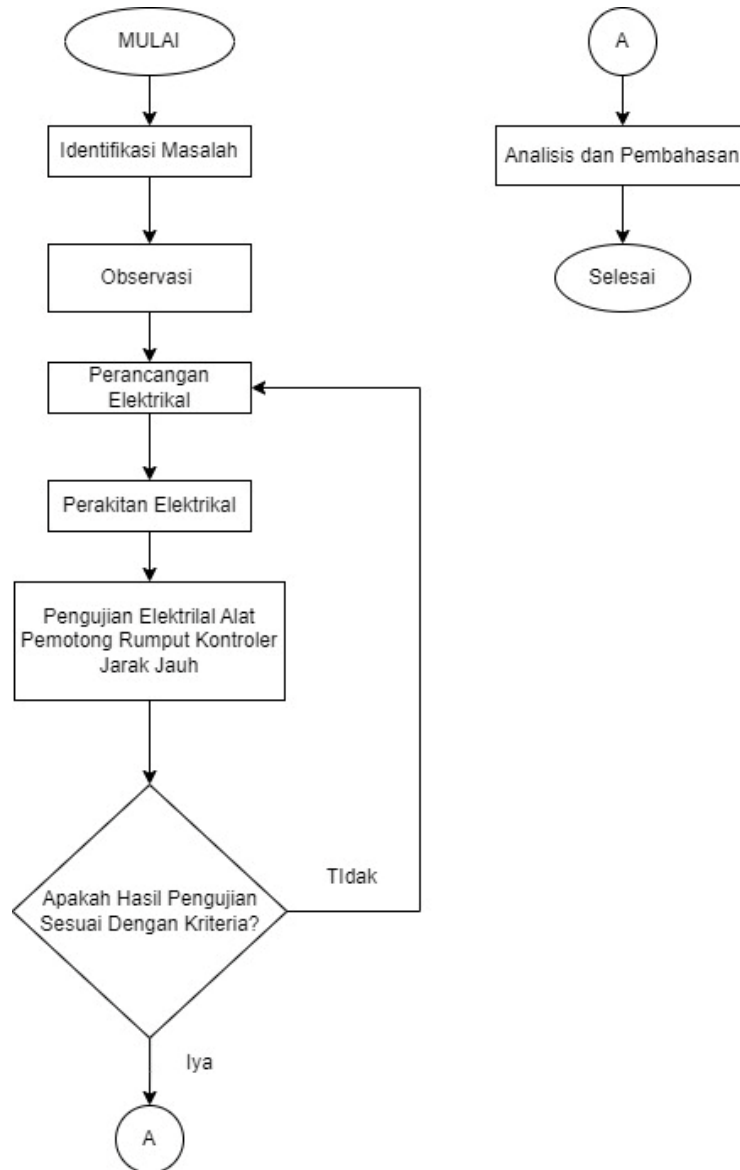 MULAI
Identifikasi Masalah
Observasi
Perancangan
Elektrikal
Perakitan Elektrikal
Pengujian Elektrilal Alat
Pemotong Rumput Kontroler
Jarak Jauh
Apakah Hasil Pengujian
Sesuai Dengan Kriteria?
TIdak
Iya
A
A
Analisis dan Pembahasan
Selesai